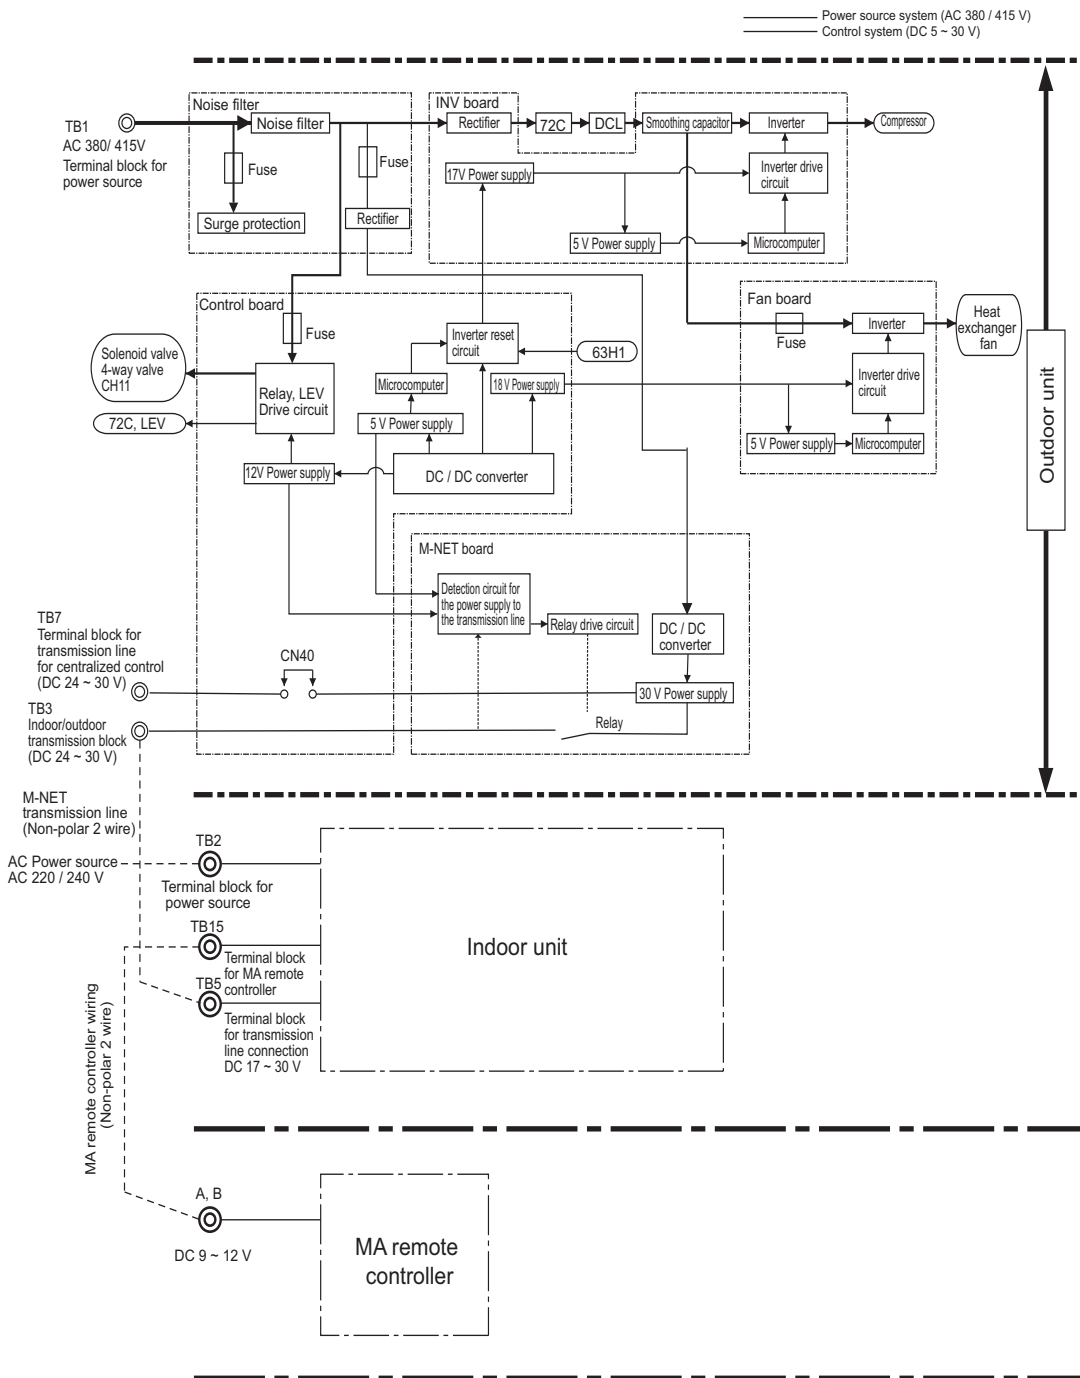 Power source system (AC 380 / 415 V)
Control system (DC 5 ~ 30 V)
Noise filter
INV board
TB1
AC 380/ 415V
Terminal block for
power source
Noise filter
Rectifier
72C
DCL
Smoothing capacitor
Inverter
Compressor
Fuse
Fuse
17V Power supply
Inverter drive
circuit
Surge protection
Rectifier
5 V Power supply
Microcomputer
Control board
Fan board
Fuse
Inverter reset
circuit
63H1
Fuse
Inverter
Heat
exchanger
fan
Solenoid valve
4-way valve
CH11
Relay, LEV
Drive circuit
Microcomputer
18 V Power supply
Inverter drive
circuit
72C, LEV
5 V Power supply
5 V Power supply
Microcomputer
12V Power supply
DC / DC converter
Outdoor unit
M-NET board
Detection circuit for
the power supply to
the transmission line
Relay drive circuit
DC / DC
converter
TB7
Terminal block for
transmission line
for centralized control
(DC 24 ~ 30 V)
CN40
30 V Power supply
TB3
Indoor/outdoor
transmission block
(DC 24 ~ 30 V)
Relay
M-NET
transmission line
(Non-polar 2 wire)
TB2
AC Power source
AC 220 / 240 V
Terminal block for
power source
TB15
Terminal block
for MA remote
controller
Indoor unit
TB5
Terminal block
for transmission
line connection
DC 17 ~ 30 V
MA remote controller wiring
(Non-polar 2 wire)
A, B
DC 9 ~ 12 V
MA remote
controller